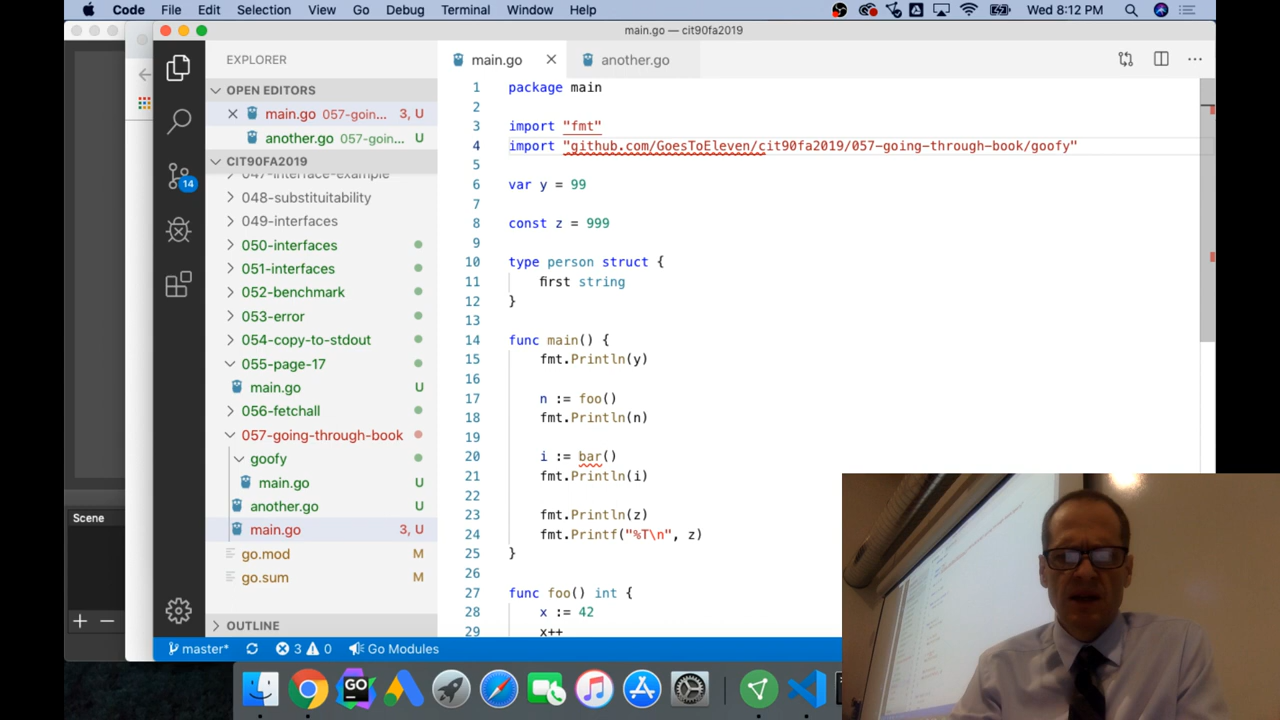 Code File Edit Selection View Go Debug Terminal Window Help Wed 8:12 PM
main.go — cit90fa2019
EXPLORER
main.go
another.go
OPEN EDITORS
main.go 057-goin... 3, U
another.go 057-goin... U
CIT90FA2019
047-interface-example
048-substituitability
049-interfaces
050-interfaces
051-interfaces
052-benchmark
053-error
054-copy-to-stdout
055-page-17
main.go U
056-fetchall
057-going-through-book
goofy
main.go U
another.go U
main.go 3, U
go.mod M
go.sum M
OUTLINE
14
1 package main
2
3 import "fmt"
4 import "github.com/GoesToEleven/cit90fa2019/057-going-through-book/goofy"
5
6 var y = 99
7
8 const z = 999
9
10 type person struct {
11 first string
12 }
13
14 func main() {
15 fmt.Println(y)
16
17 n := foo()
18 fmt.Println(n)
19
20 i := bar()
21 fmt.Println(i)
22
23 fmt.Println(z)
24 fmt.Printf("%T\n", z)
25 }
26
27 func foo() int {
28 x := 42
29 x++
master* 3 0 Go Modules
Scene
GO